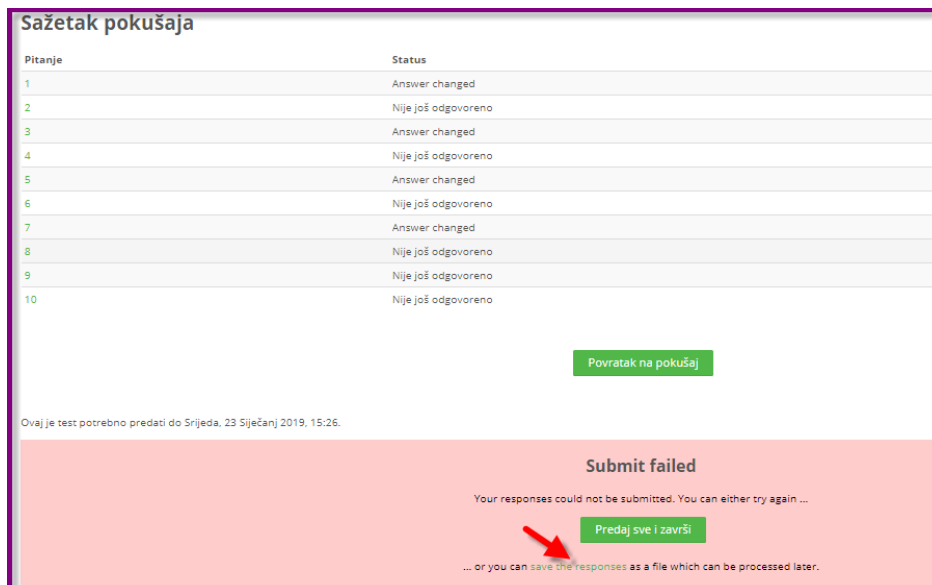 Sažetak pokušaja
Pitanje Status
1 Answer changed
2 Nije još odgovoreno
3 Answer changed
4 Nije još odgovoreno
5 Answer changed
6 Nije još odgovoreno
7 Answer changed
8 Nije još odgovoreno
9 Nije još odgovoreno
10 Nije još odgovoreno
Povratak na pokušaj
Ovaj je test potrebno predati do Srijeda, 23 Siječanj 2019, 15:26.
Submit failed
Your responses could not be submitted. You can either try again ...
Predaj sve i završi
... or you can save the responses as a file which can be processed later.